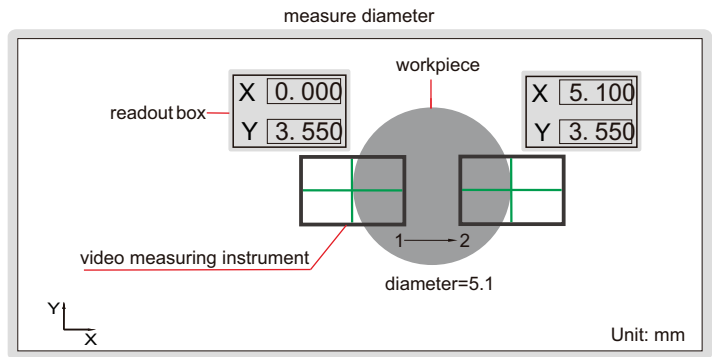 measure diameter
workpiece
X 0.000
Y 3.550
X 5.100
Y 3.550
readout box
1 2
video measuring instrument
diameter=5.1
Y
X
Unit: mm